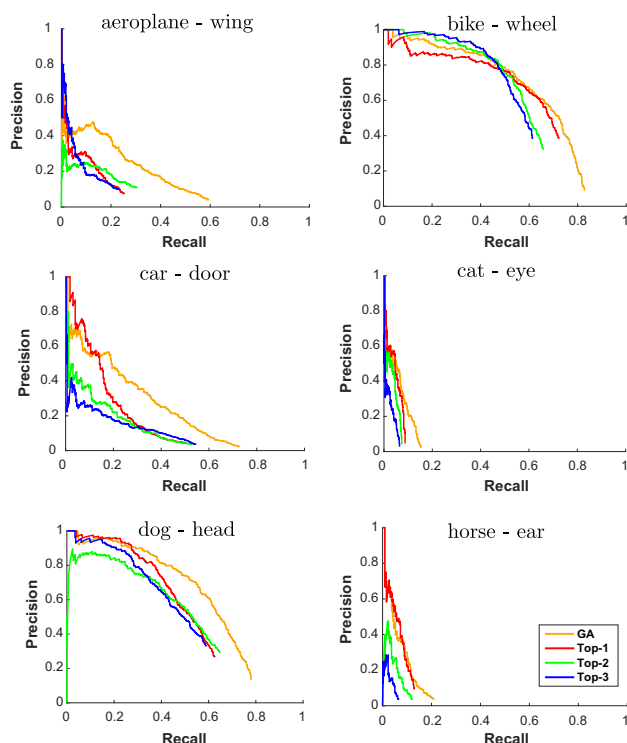 aeroplane - wing
1
0.8
0.6
0.4
0.2
0
Precision
0 0.2 0.4 0.6 0.8 1
Recall
bike - wheel
1
0.8
0.6
0.4
0.2
0
Precision
0 0.2 0.4 0.6 0.8 1
Recall
car - door
1
0.8
0.6
0.4
0.2
0
Precision
0 0.2 0.4 0.6 0.8 1
Recall
cat - eye
1
0.8
0.6
0.4
0.2
0
Precision
0 0.2 0.4 0.6 0.8 1
Recall
dog - head
1
0.8
0.6
0.4
0.2
0
Precision
0 0.2 0.4 0.6 0.8 1
Recall
horse - ear
1
0.8
0.6
0.4
0.2
0
Precision
0 0.2 0.4 0.6 0.8 1
Recall
GA
Top-1
Top-2
Top-3